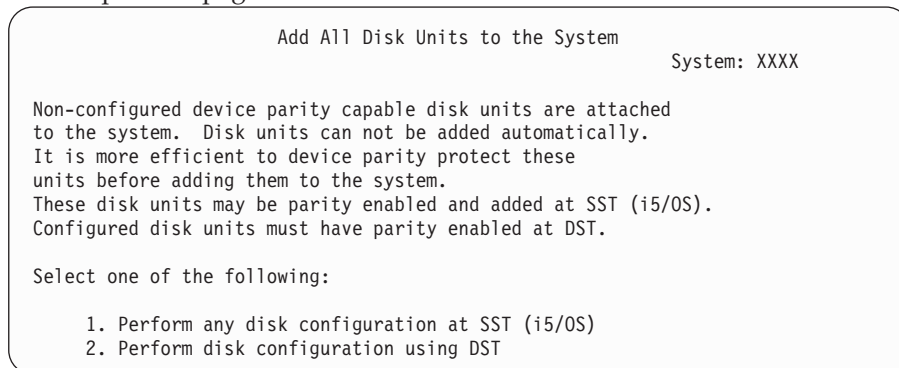 Add All Disk Units to the System
System: XXXX
Non-configured device parity capable disk units are attached
to the system. Disk units can not be added automatically.
It is more efficient to device parity protect these
units before adding them to the system.
These disk units may be parity enabled and added at SST (i5/OS).
Configured disk units must have parity enabled at DST.
Select one of the following:
1. Perform any disk configuration at SST (i5/OS)
2. Perform disk configuration using DST